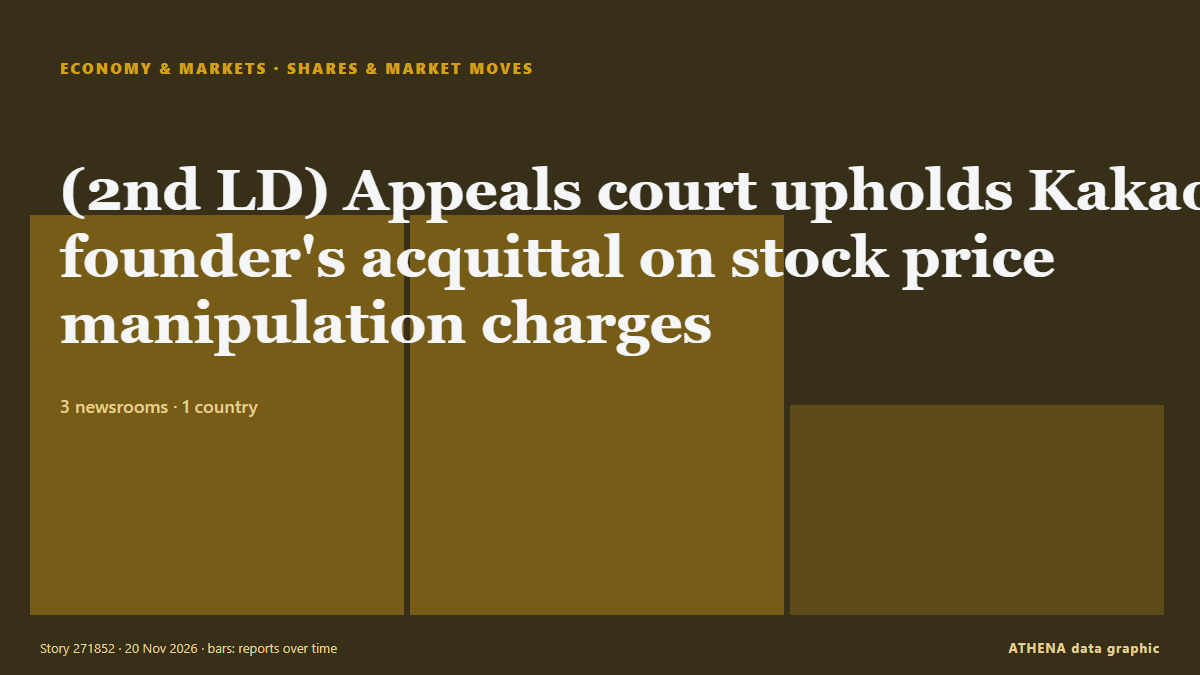 ECONOMY & MARKETS · SHARES & MARKET MOVES
(2nd LD) Appeals court upholds Kakao
founder's acquittal on stock price
manipulation charges
3 newsrooms · 1 country
Story 271852 · 20 Nov 2026 · bars: reports over time
ATHENA data graphic